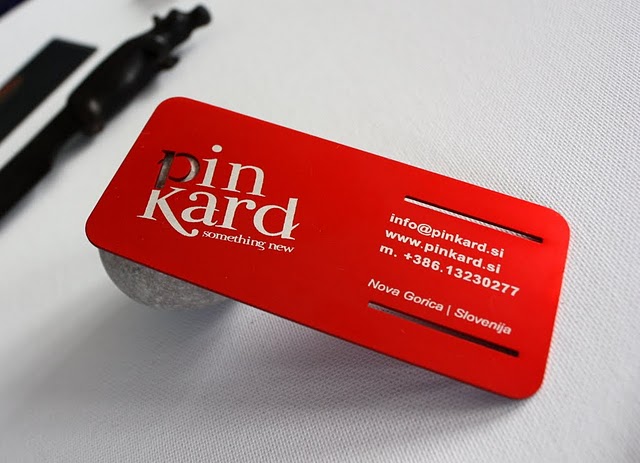 pin
kard
something new
info@pinkard.si
www.pinkard.si
m. +386.13230277
Nova Gorica | Slovenija